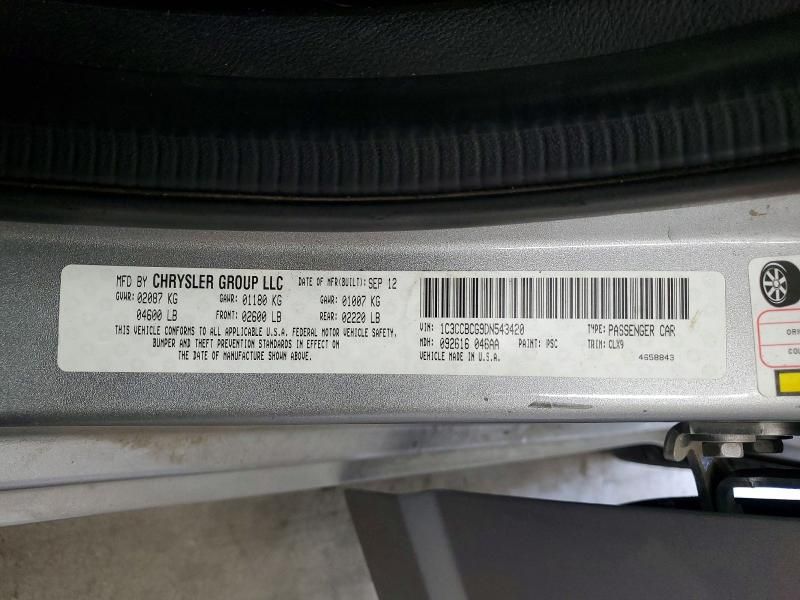 MFD BY CHRYSLER GROUP LLC DATE OF MFR(BUILT): SEP 12
GVWR: 02087 KG GAWR: 01180 KG GAWR: 01007 KG
04600 LB FRONT: 02600 LB REAR: 02220 LB
THIS VEHICLE CONFORMS TO ALL APPLICABLE U.S.A. FEDERAL MOTOR VEHICLE SAFETY,
BUMPER AND THEFT PREVENTION STANDARDS IN EFFECT ON
THE DATE OF MANUFACTURE SHOWN ABOVE.
VIN: 1C3CCBCG9DN543420 TYPE: PASSENGER CAR
MDH: 092616 046AA PAINT: PSC TRIM: CLX9
VEHICLE MADE IN U.S.A. 4658843